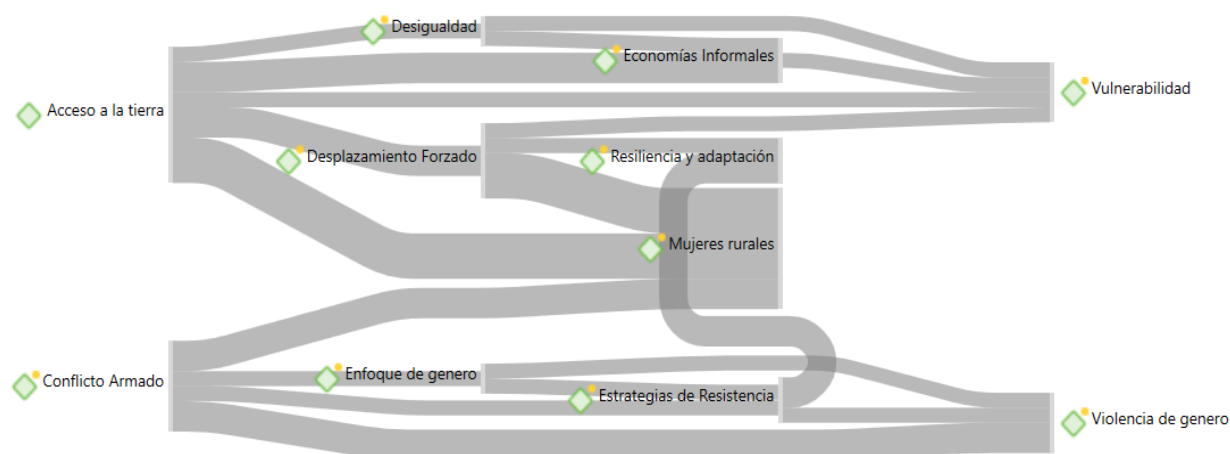 Desigualdad
Economías Informales
Vulnerabilidad
Acceso a la tierra
Desplazamiento Forzado
Resiliencia y adaptación
Mujeres rurales
Conflicto Armado
Enfoque de genero
Estrategias de Resistencia
Violencia de genero